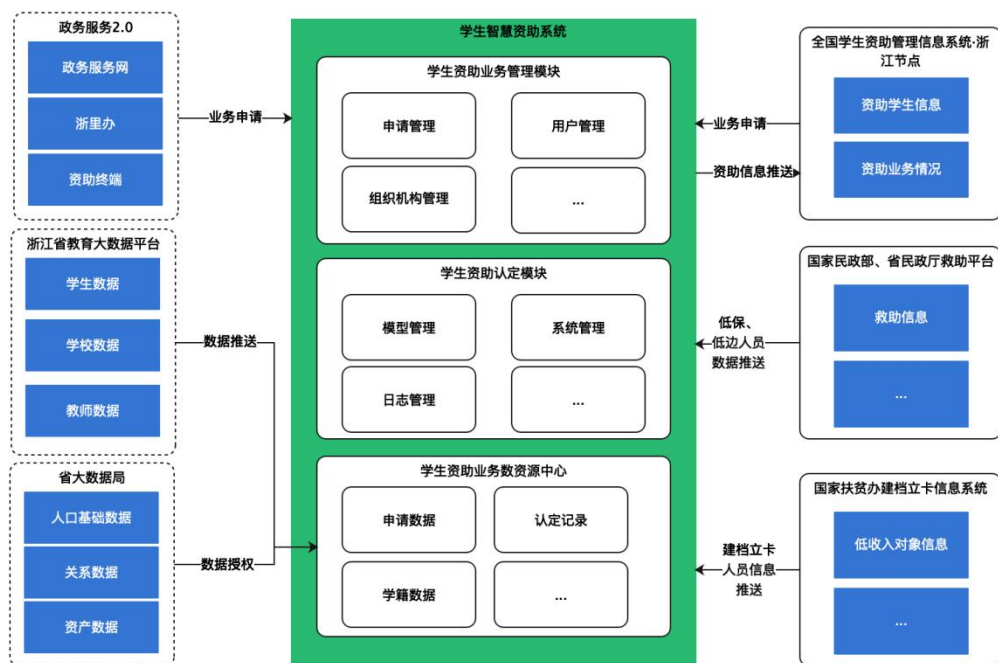 政务服务2.0
政务服务网
浙里办
资助终端
业务申请
浙江省教育大数据平台
学生数据
学校数据
教师数据
数据推送
省大数据局
人口基础数据
关系数据
资产数据
数据授权
学生智慧资助系统
学生资助业务管理模块
申请管理
用户管理
组织机构管理
...
学生资助认定模块
模型管理
系统管理
日志管理
...
学生资助业务数资源中心
申请数据
认定记录
学籍数据
...
业务申请
资助信息推送
全国学生资助管理信息系统·浙
江节点
资助学生信息
资助业务情况
低保、
低边人员
数据推送
国家民政部、省民政厅救助平台
救助信息
...
建档立卡
人员信息
推送
国家扶贫办建档立卡信息系统
低收入对象信息
...